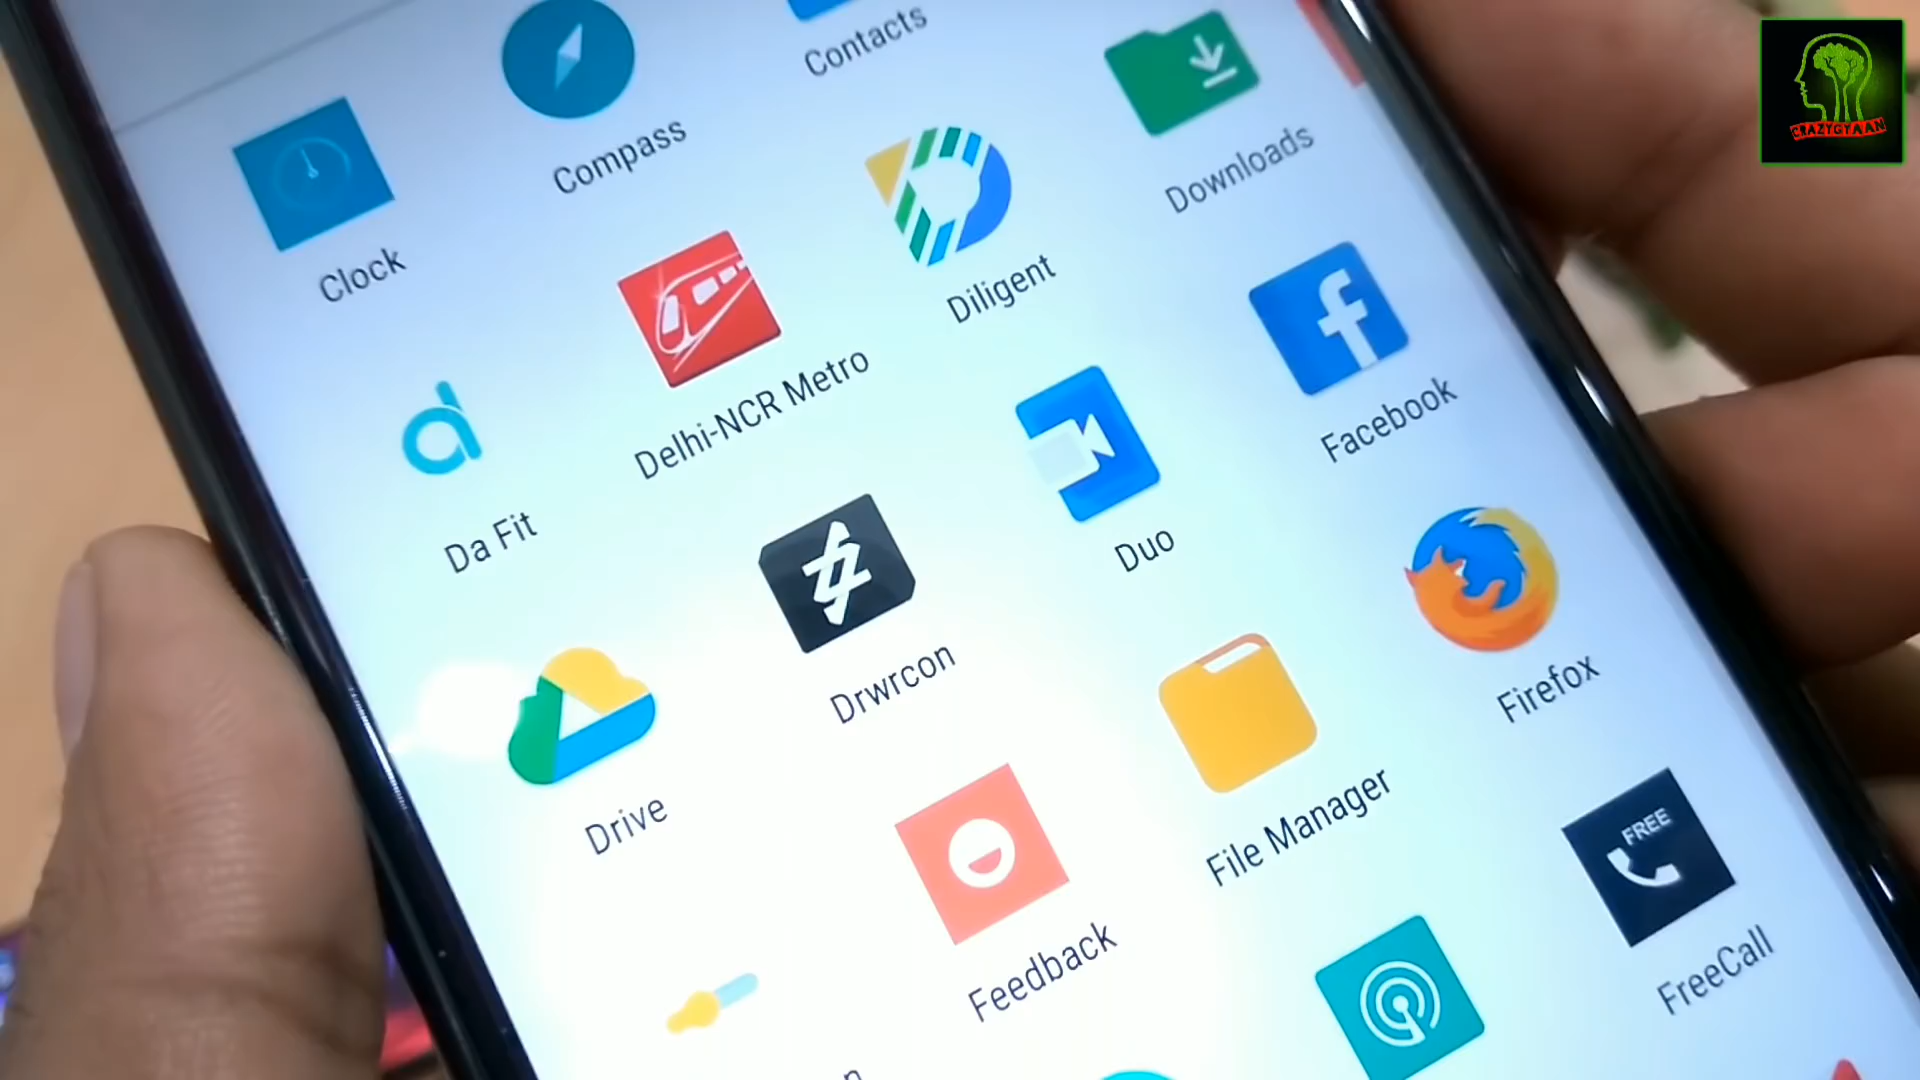 Contacts
CRAZYGYAAN
Compass
Downloads
Clock
Diligent
Delhi-NCR Metro
Facebook
Da Fit
Duo
Drwrcon
Firefox
Drive
File Manager
FREE
Feedback
FreeCall